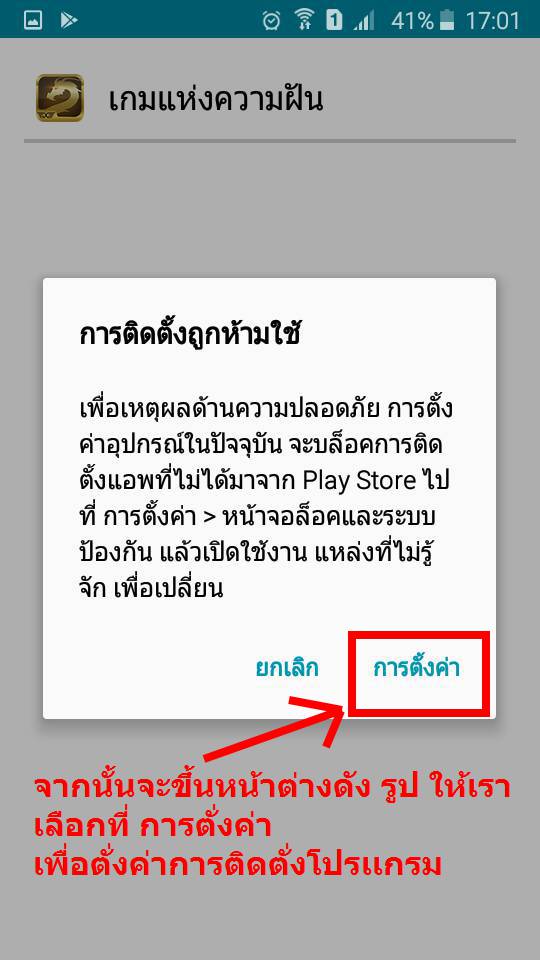 41% 17:01
เกมแห่งความฝัน
การติดตั้งถูกห้ามใช้
เพื่อเหตุผลด้านความปลอดภัย การตั้ง
ค่าอุปกรณ์ในปัจจุบัน จะบล็อคการติด
ตั้งแอพที่ไม่ได้มาจาก Play Store ไป
ที่ การตั้งค่า > หน้าจอล็อคและระบบ
ป้องกัน แล้วเปิดใช้งาน แหล่งที่ไม่รู้
จัก เพื่อเปลี่ยน
ยกเลิก การตั้งค่า
จากนั้นจะขึ้นหน้าต่างดัง รูป ให้เรา
เลือกที่ การตั่งค่า
เพื่อตั่งค่าการติดตั่งโปรแกรม